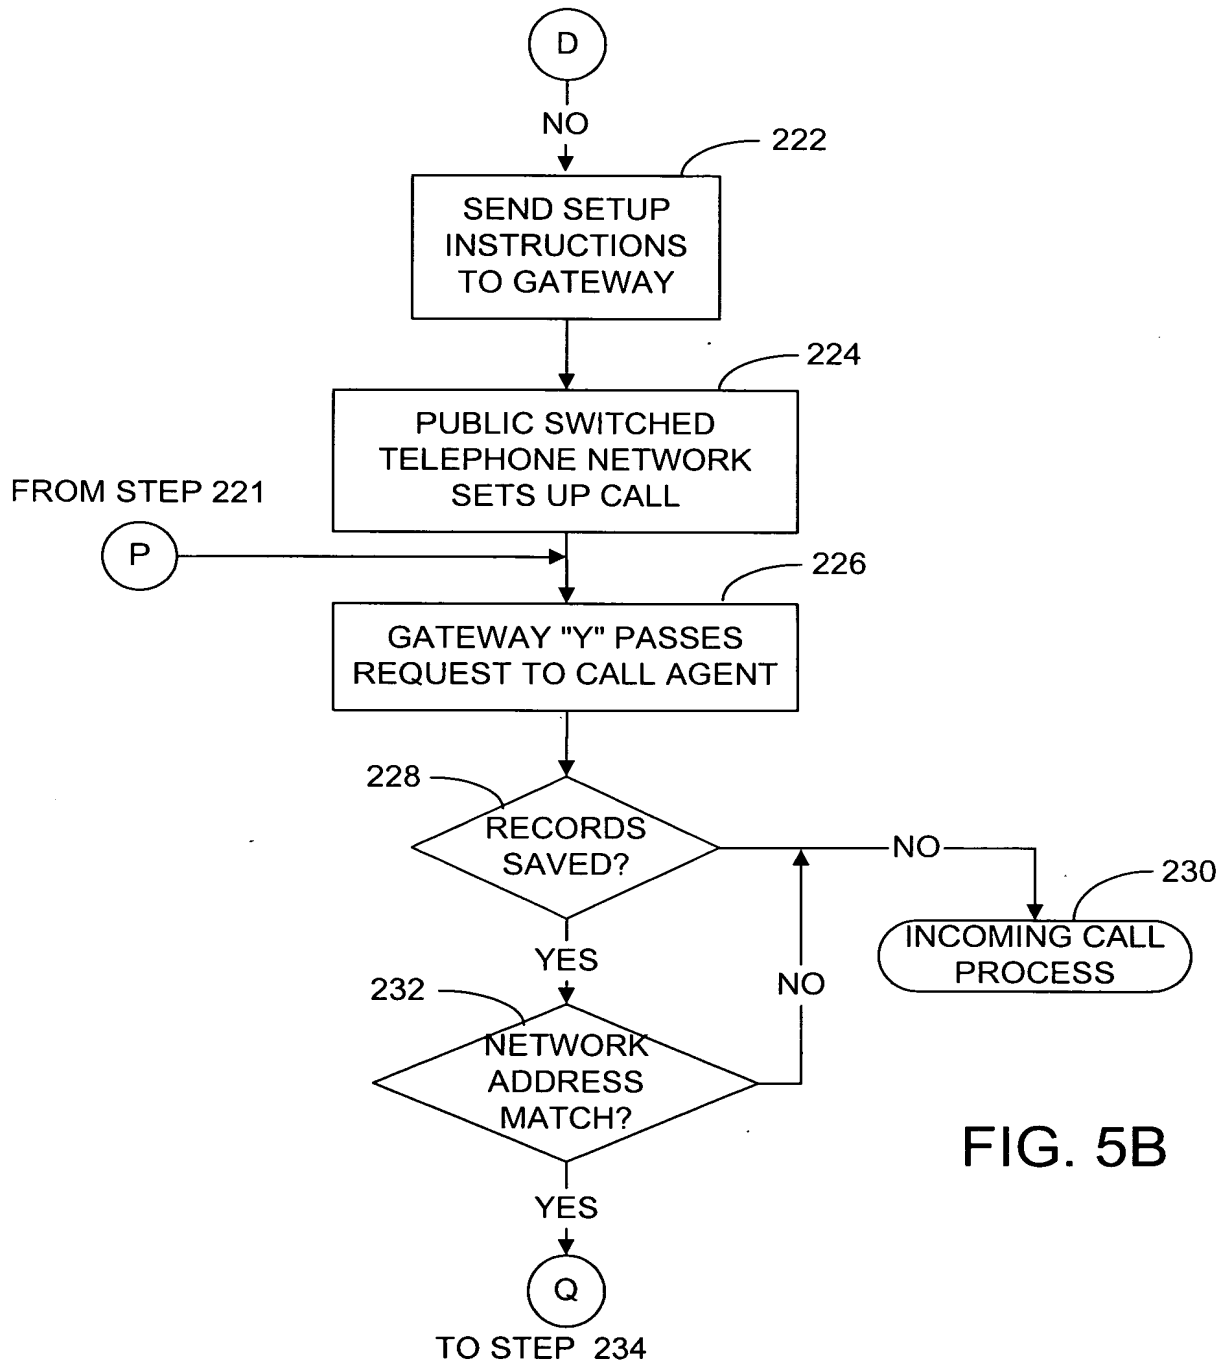 D
NO
222
SEND SETUP
INSTRUCTIONS
TO GATEWAY
224
PUBLIC SWITCHED
TELEPHONE NETWORK
SETS UP CALL
FROM STEP 221
P
226
GATEWAY "Y" PASSES
REQUEST TO CALL AGENT
228
RECORDS
SAVED?
NO
230
INCOMING CALL
PROCESS
YES
NO
232
NETWORK
ADDRESS
MATCH?
FIG. 5B
YES
Q
TO STEP 234